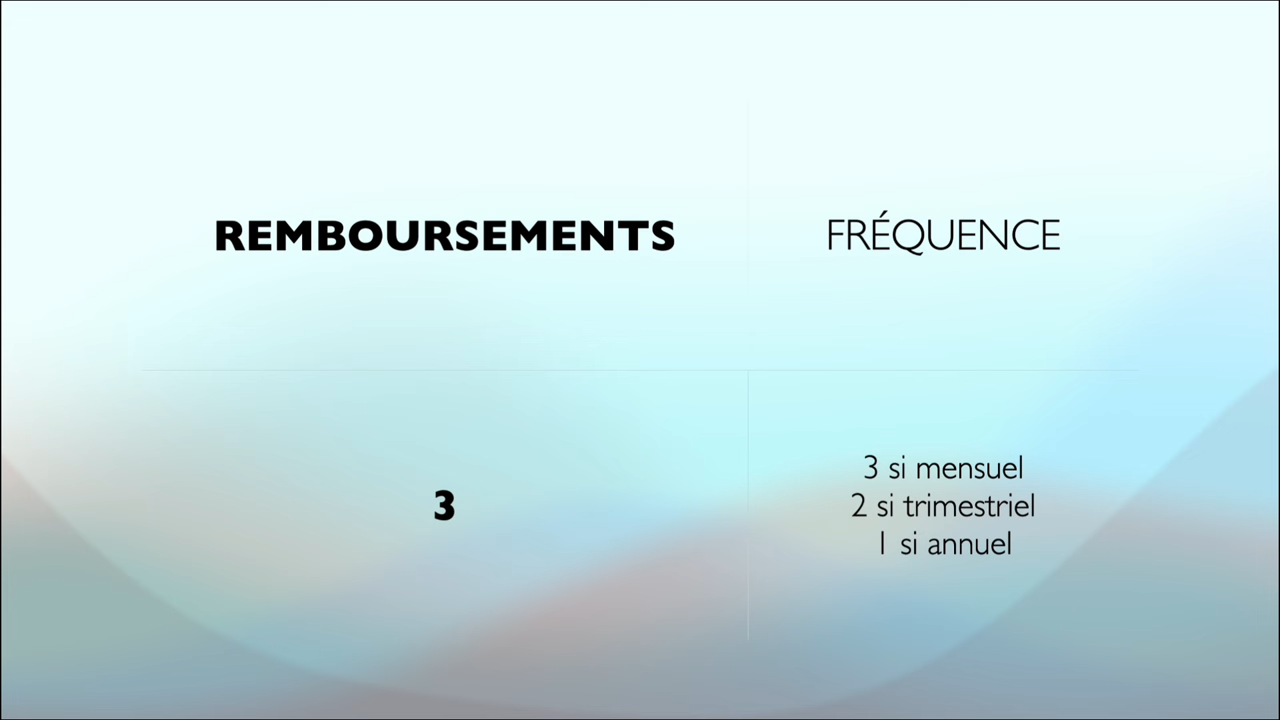 REMBOURSEMENTS
FRÉQUENCE
3
3 si mensuel
2 si trimestriel
1 si annuel